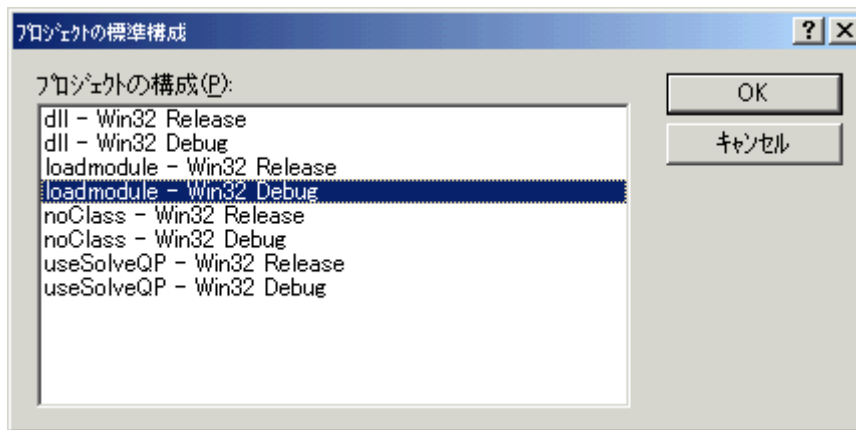 プロジェクトの標準構成
プロジェクトの構成(P):
dll - Win32 Release
dll - Win32 Debug
loadmodule - Win32 Release
loadmodule - Win32 Debug
noClass - Win32 Release
noClass - Win32 Debug
useSolveQP - Win32 Release
useSolveQP - Win32 Debug
OK
キャンセル